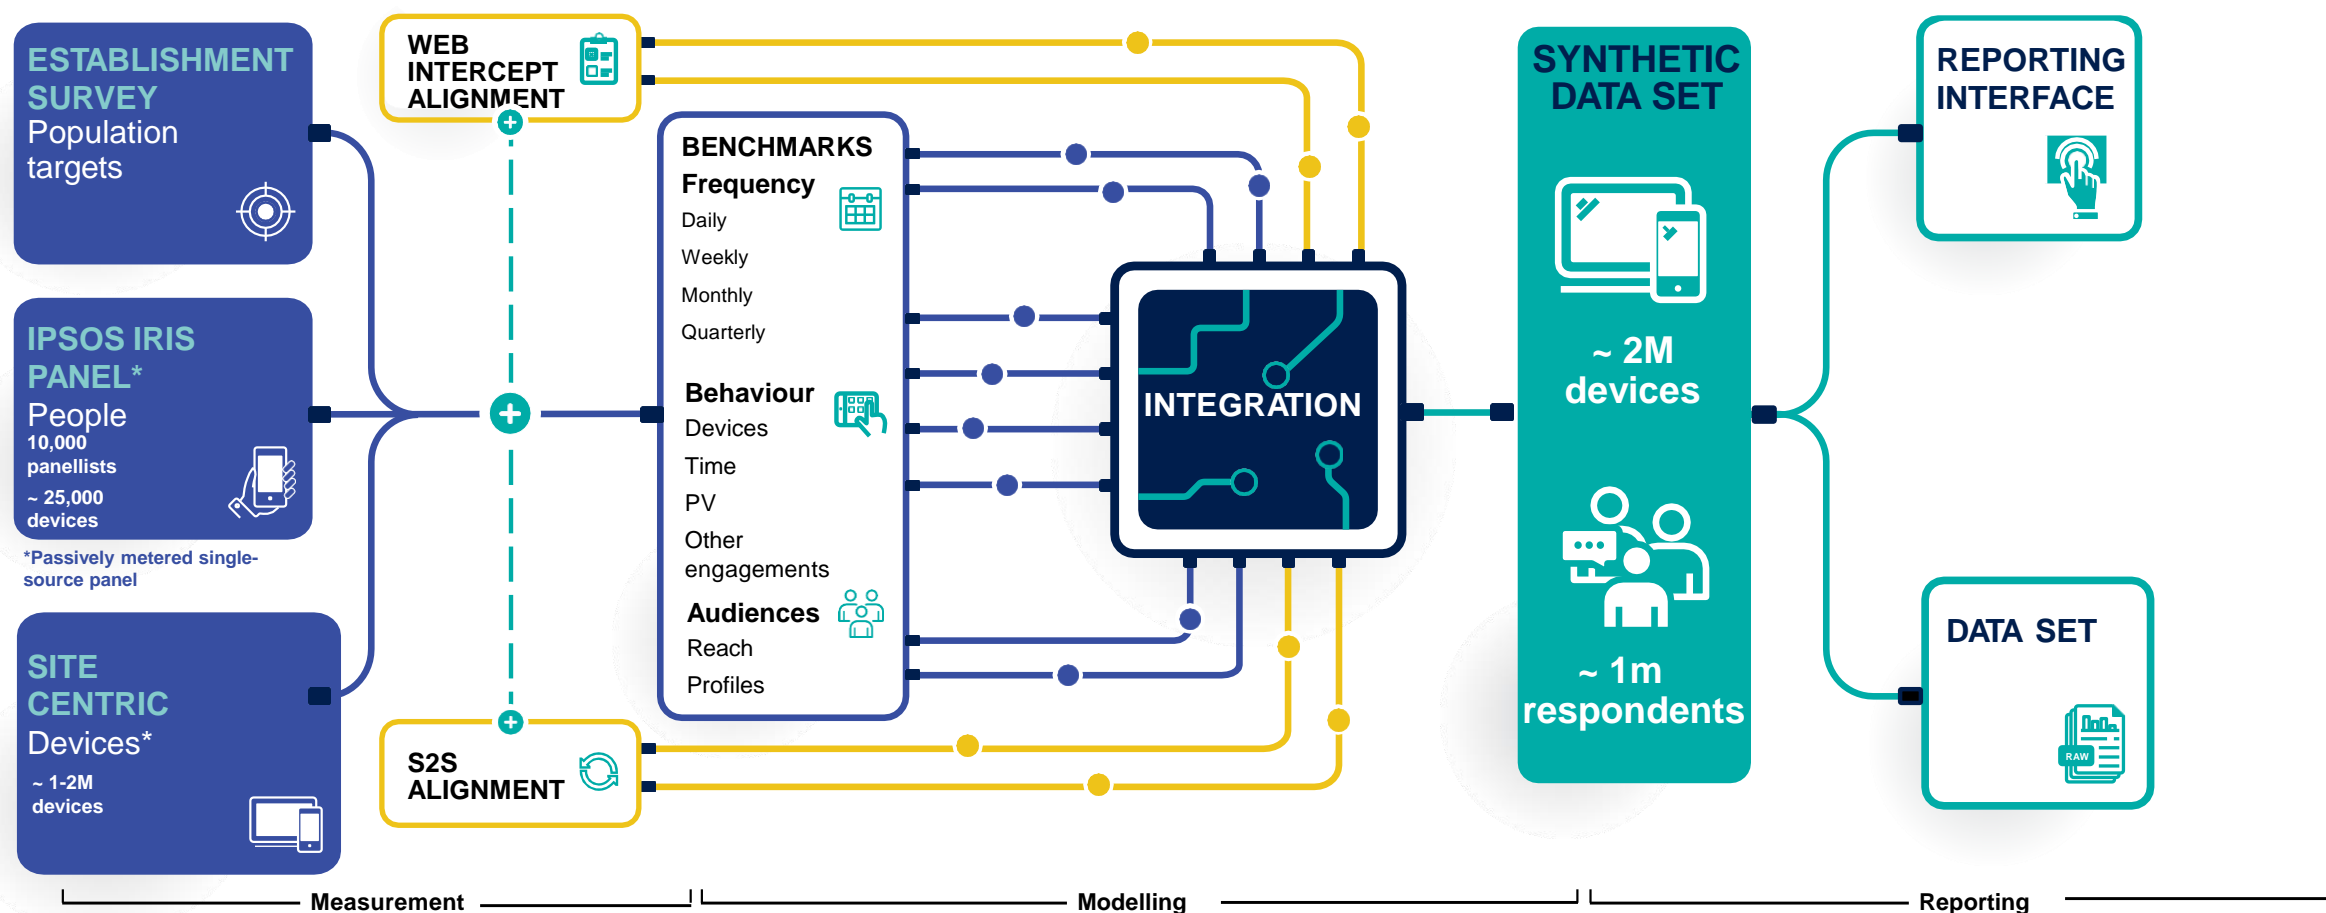 ESTABLISHMENT
SURVEY
Population
targets
IPSOS IRIS
PANEL*
People
10,000
panellists
~ 25,000
devices
*Passively metered single-
source panel
SITE
CENTRIC
Devices*
~ 1-2M
devices
WEB
INTERCEPT
ALIGNMENT
S2S
ALIGNMENT
BENCHMARKS
Frequency
Daily
Weekly
Monthly
Quarterly
Behaviour
Devices
Time
PV
Other
engagements
Audiences
Reach
Profiles
INTEGRATION
SYNTHETIC
DATA SET
~ 2M
devices
~ 1m
respondents
REPORTING
INTERFACE
DATA SET
RAW
Measurement
Modelling
Reporting